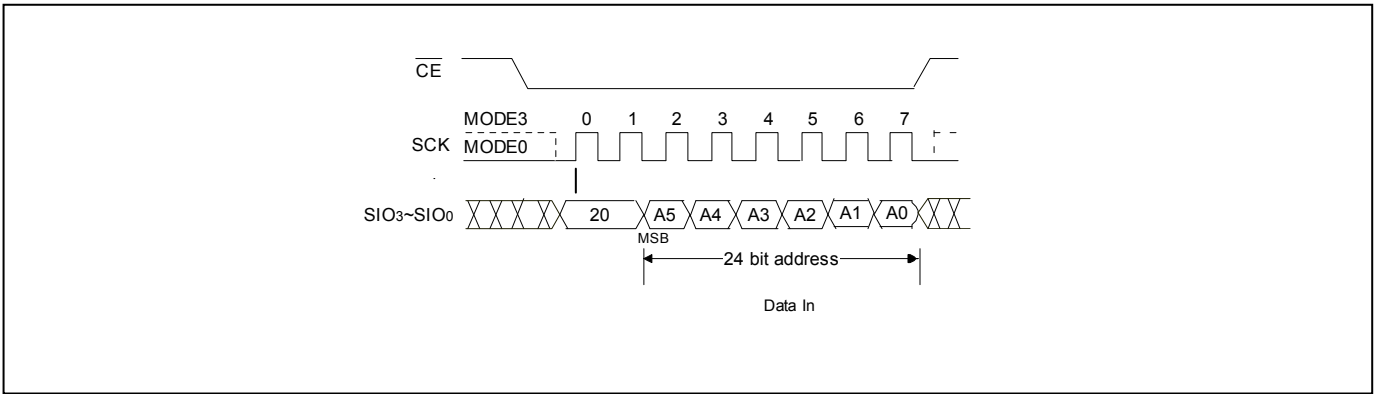 CE
MODE3 0 1 2 3 4 5 6 7
SCK MODE0
SIO3~SIO0 20 A5 A4 A3 A2 A1 A0
MSB
24 bit address
Data In